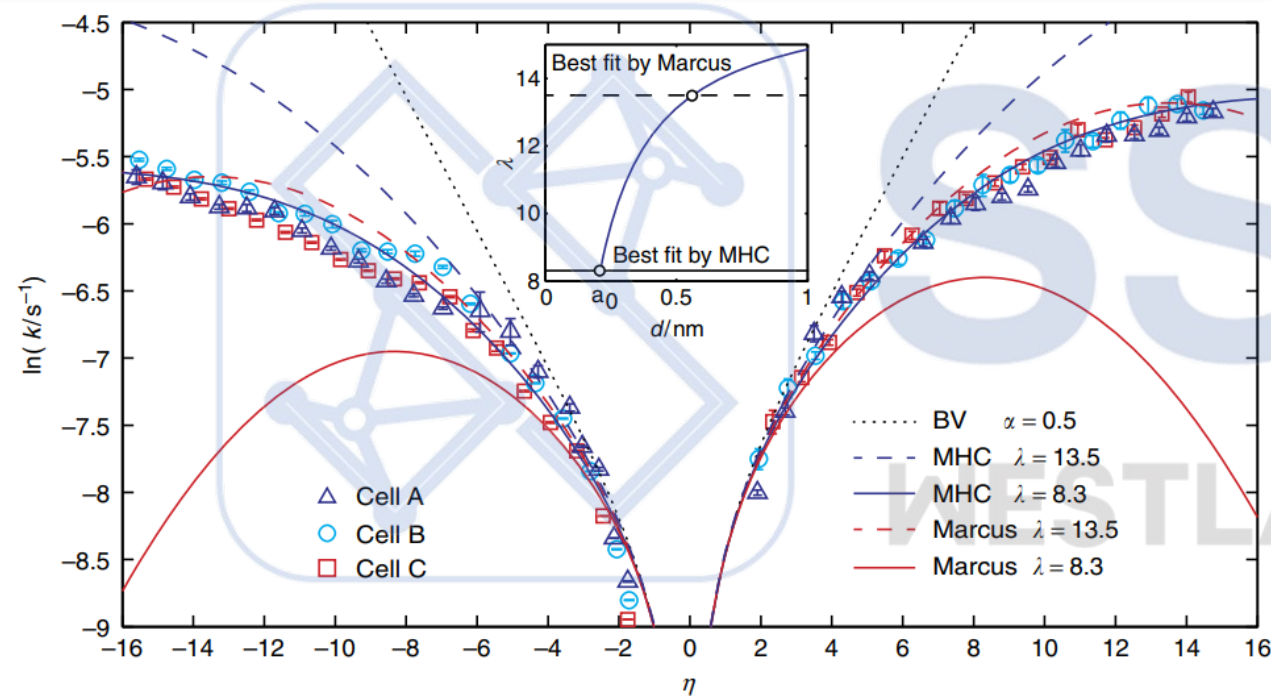 −4.5
−5
−5.5
−6
−6.5
−7
−7.5
−8
−8.5
−9
ln( k/s⁻¹)
−16 −14 −12 −10 −8 −6 −4 −2 0 2 4 6 8 10 12 14 16
η
14
12
10
8
λ
Best fit by Marcus
Best fit by MHC
0 a₀ 0.5 1
d/nm
Cell A
Cell B
Cell C
BV α = 0.5
MHC λ = 13.5
MHC λ = 8.3
Marcus λ = 13.5
Marcus λ = 8.3
SS
WESTLA